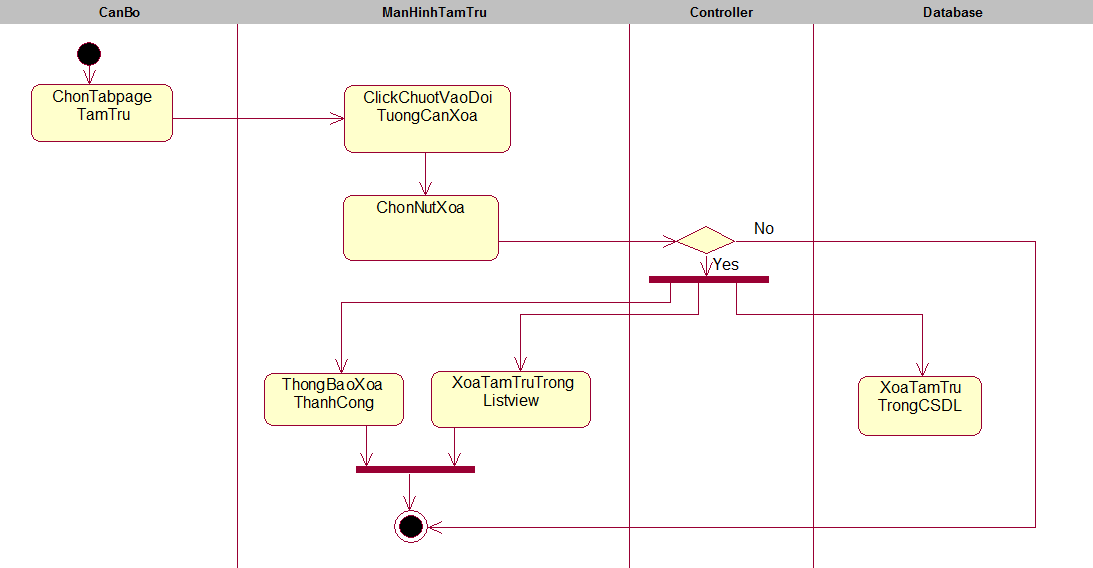 CanBo
ManHinhTamTru
Controller
Database
ChonTabpage
TamTru
ClickChuotVaoDoi
TuongCanXoa
ChonNutXoa
No
Yes
ThongBaoXoa
ThanhCong
XoaTamTruTrong
Listview
XoaTamTru
TrongCSDL